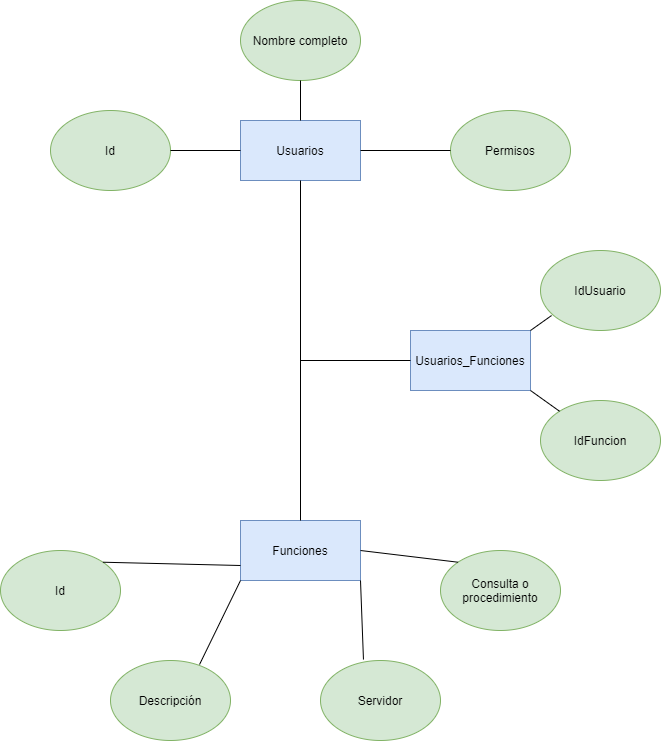 Nombre completo
Id
Usuarios
Permisos
IdUsuario
Usuarios_Funciones
IdFuncion
Funciones
Id
Consulta o
procedimiento
Descripción
Servidor